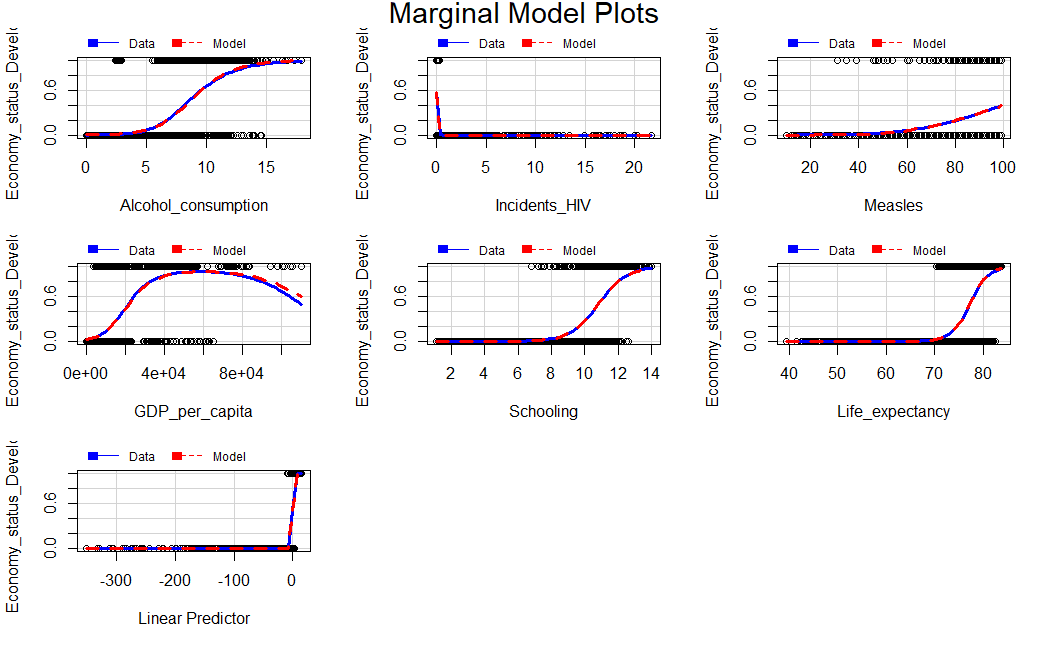 Marginal Model Plots
Data Model Data Model Data Model
Economy_status_Devel Economy_status_Devel Economy_status_Devel
0.6 0.6 0.6
0.0 0.0 0.0
0 5 10 15 0 5 10 15 20 20 40 60 80 100
Alcohol_consumption Incidents_HIV Measles
Data Model Data Model Data Model
Economy_status_Devel Economy_status_Devel Economy_status_Devel
0.6 0.6 0.6
0.0 0.0 0.0
0e+00 4e+04 8e+04 2 4 6 8 10 12 14 40 50 60 70 80
GDP_per_capita Schooling Life_expectancy
Data Model
Economy_status_Devel
0.6
0.0
-300 -200 -100 0
Linear Predictor